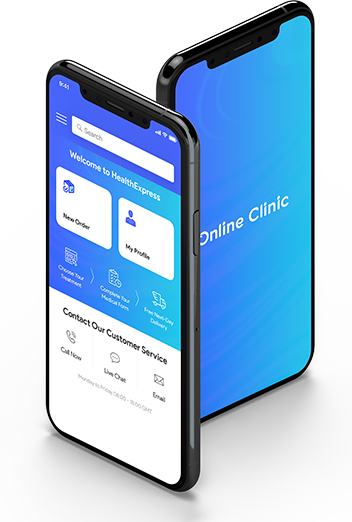 9:41
Search
Welcome to HealthExpress
New Order
My Profile
Choose Your
Treatment
Complete Your
Medical Form
Free Next-Day
Delivery
Contact Our Customer Service
Call Now
Live Chat
Email
Monday to Friday 08:00 - 18:00 GMT
Online Clinic